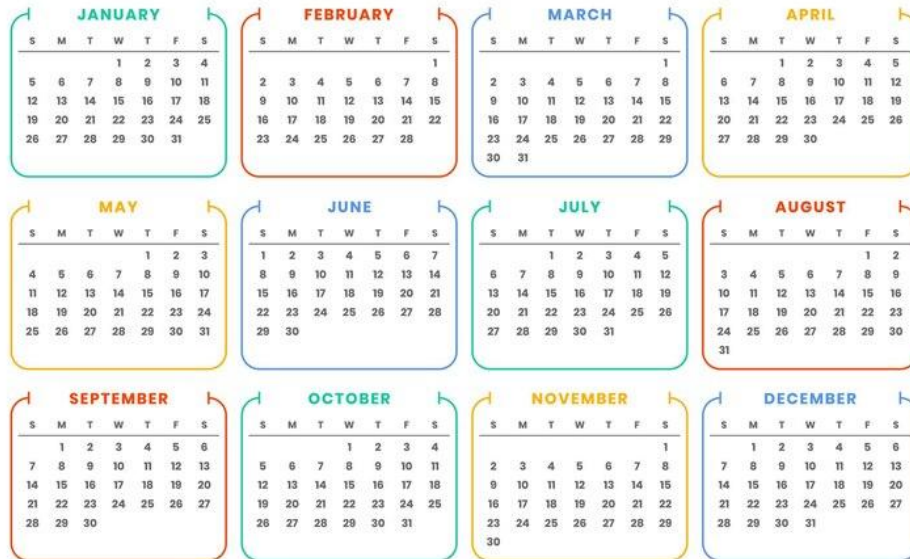 JANUARY
S M T W T F S
1 2 3 4
5 6 7 8 9 10 11
12 13 14 15 16 17 18
19 20 21 22 23 24 25
26 27 28 29 30 31
FEBRUARY
S M T W T F S
1
2 3 4 5 6 7 8
9 10 11 12 13 14 15
16 17 18 19 20 21 22
23 24 25 26 27 28
MARCH
S M T W T F S
1
2 3 4 5 6 7 8
9 10 11 12 13 14 15
16 17 18 19 20 21 22
23 24 25 26 27 28 29
30 31
APRIL
S M T W T F S
1 2 3 4 5
6 7 8 9 10 11 12
13 14 15 16 17 18 19
20 21 22 23 24 25 26
27 28 29 30
MAY
S M T W T F S
1 2 3
4 5 6 7 8 9 10
11 12 13 14 15 16 17
18 19 20 21 22 23 24
25 26 27 28 29 30 31
JUNE
S M T W T F S
1 2 3 4 5 6 7
8 9 10 11 12 13 14
15 16 17 18 19 20 21
22 23 24 25 26 27 28
29 30
JULY
S M T W T F S
1 2 3 4 5
6 7 8 9 10 11 12
13 14 15 16 17 18 19
20 21 22 23 24 25 26
27 28 29 30 31
AUGUST
S M T W T F S
1 2
3 4 5 6 7 8 9
10 11 12 13 14 15 16
17 18 19 20 21 22 23
24 25 26 27 28 29 30
31
SEPTEMBER
S M T W T F S
1 2 3 4 5 6
7 8 9 10 11 12 13
14 15 16 17 18 19 20
21 22 23 24 25 26 27
28 29 30
OCTOBER
S M T W T F S
1 2 3 4
5 6 7 8 9 10 11
12 13 14 15 16 17 18
19 20 21 22 23 24 25
26 27 28 29 30 31
NOVEMBER
S M T W T F S
1
2 3 4 5 6 7 8
9 10 11 12 13 14 15
16 17 18 19 20 21 22
23 24 25 26 27 28 29
30
DECEMBER
S M T W T F S
1 2 3 4 5 6
7 8 9 10 11 12 13
14 15 16 17 18 19 20
21 22 23 24 25 26 27
28 29 30 31